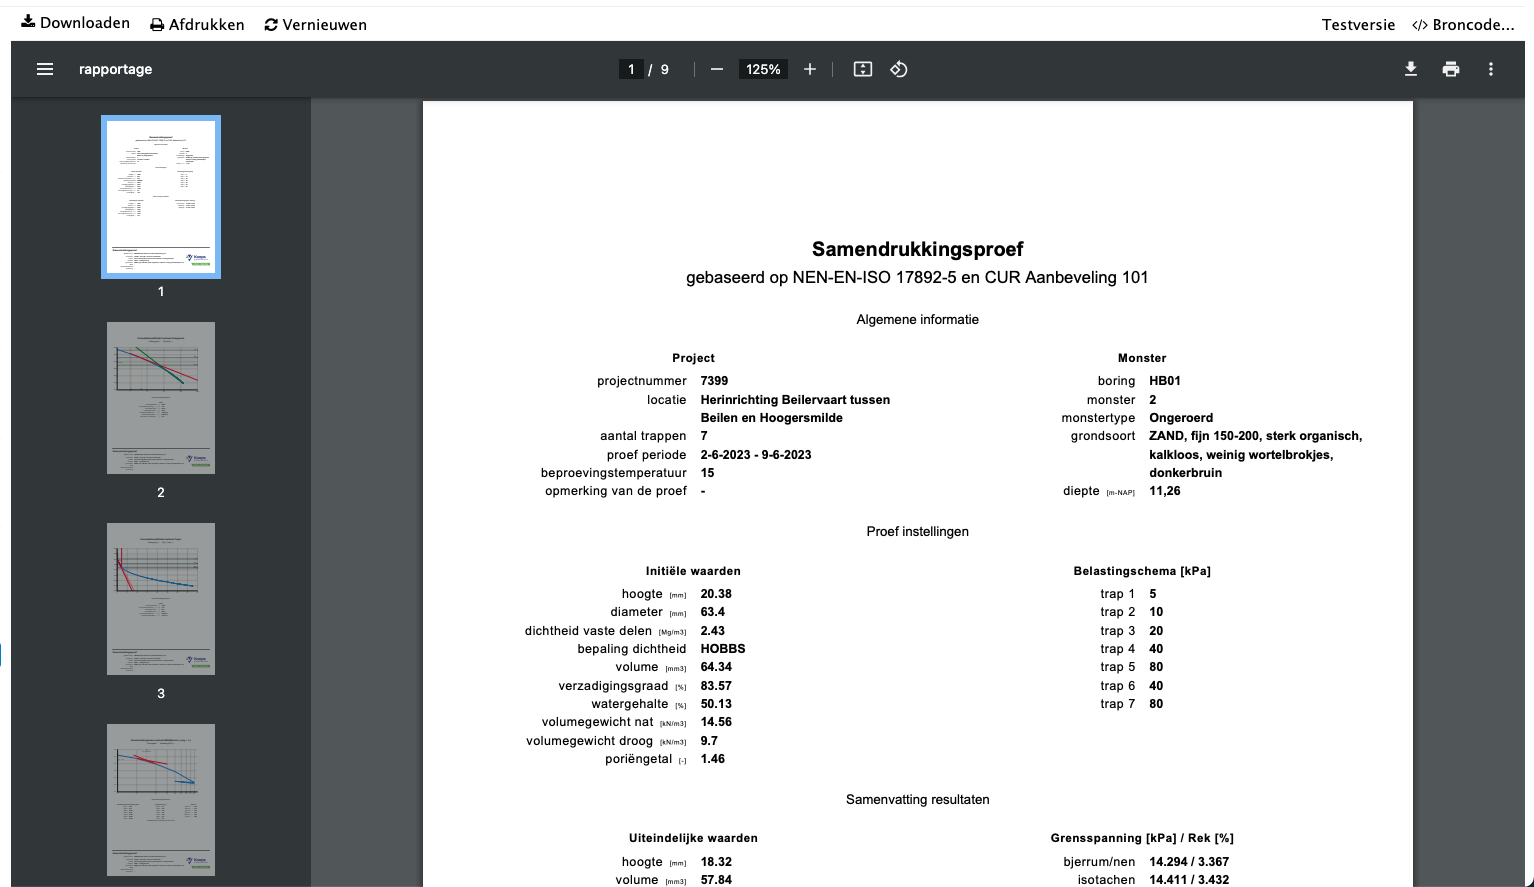 Downloaden Afdrukken Vernieuwen Testversie </> Broncode...
rapportage 1 / 9 125%
1
2
3
Samendrukkingsproef
gebaseerd op NEN-EN-ISO 17892-5 en CUR Aanbeveling 101
Algemene informatie
Project
projectnummer 7399
locatie Herinrichting Beilervaart tussen
Beilen en Hoogersmilde
aantal trappen 7
proef periode 2-6-2023 - 9-6-2023
beproevingstemperatuur 15
opmerking van de proef -
Monster
boring HB01
monster 2
monstertype Ongeroerd
grondsoort ZAND, fijn 150-200, sterk organisch,
kalkloos, weinig wortelbrokjes,
donkerbruin
diepte [m-NAP] 11,26
Proef instellingen
Initiële waarden
hoogte [mm] 20.38
diameter [mm] 63.4
dichtheid vaste delen [Mg/m3] 2.43
bepaling dichtheid HOBBS
volume [mm3] 64.34
verzadigingsgraad [%] 83.57
watergehalte [%] 50.13
volumegewicht nat [kN/m3] 14.56
volumegewicht droog [kN/m3] 9.7
poriëngetal [-] 1.46
Belastingschema [kPa]
trap 1 5
trap 2 10
trap 3 20
trap 4 40
trap 5 80
trap 6 40
trap 7 80
Samenvatting resultaten
Uiteindelijke waarden
hoogte [mm] 18.32
volume [mm3] 57.84
Grensspanning [kPa] / Rek [%]
bjerrum/nen 14.294 / 3.367
isotachen 14.411 / 3.432